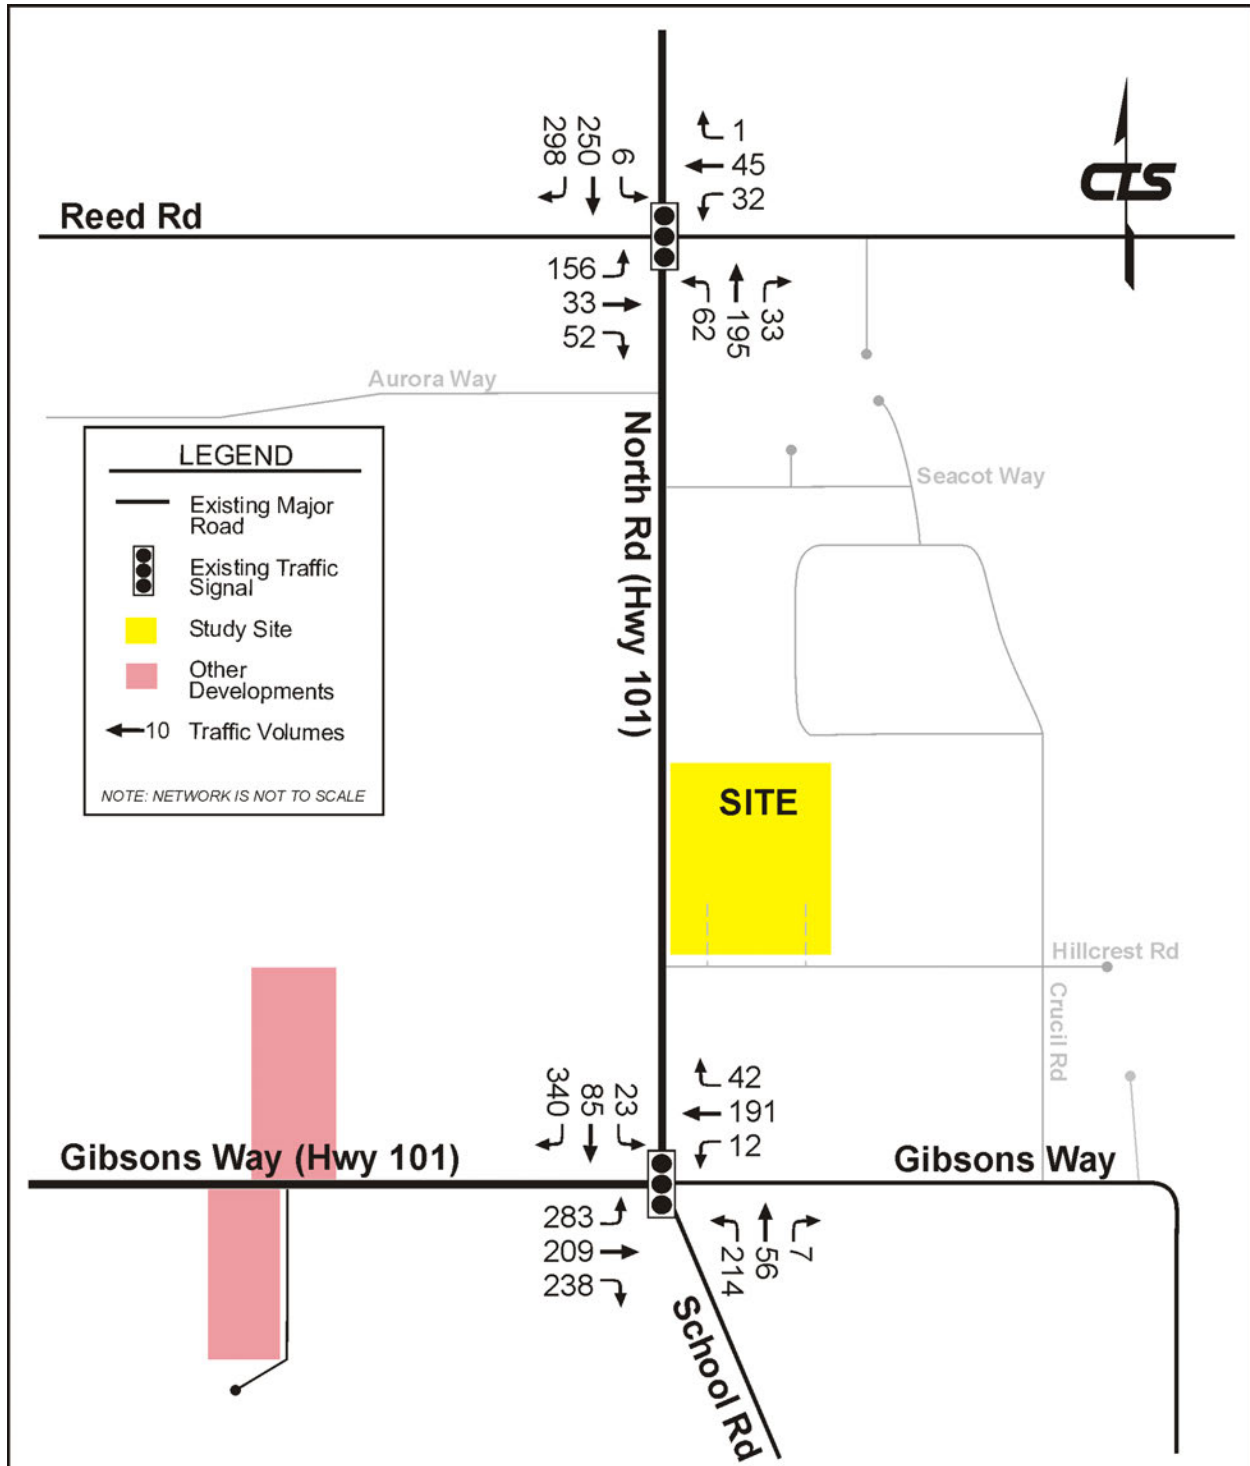 298
250
6
1
45
32
CTS
Reed Rd
156
33
52
62
195
33
Aurora Way
North Rd (Hwy 101)
Seacot Way
LEGEND
Existing Major
Road
Existing Traffic
Signal
Study Site
Other
Developments
10 Traffic Volumes
NOTE: NETWORK IS NOT TO SCALE
SITE
Hillcrest Rd
Crucil Rd
340
85
23
42
191
12
Gibsons Way (Hwy 101)
Gibsons Way
283
209
238
214
56
7
School Rd